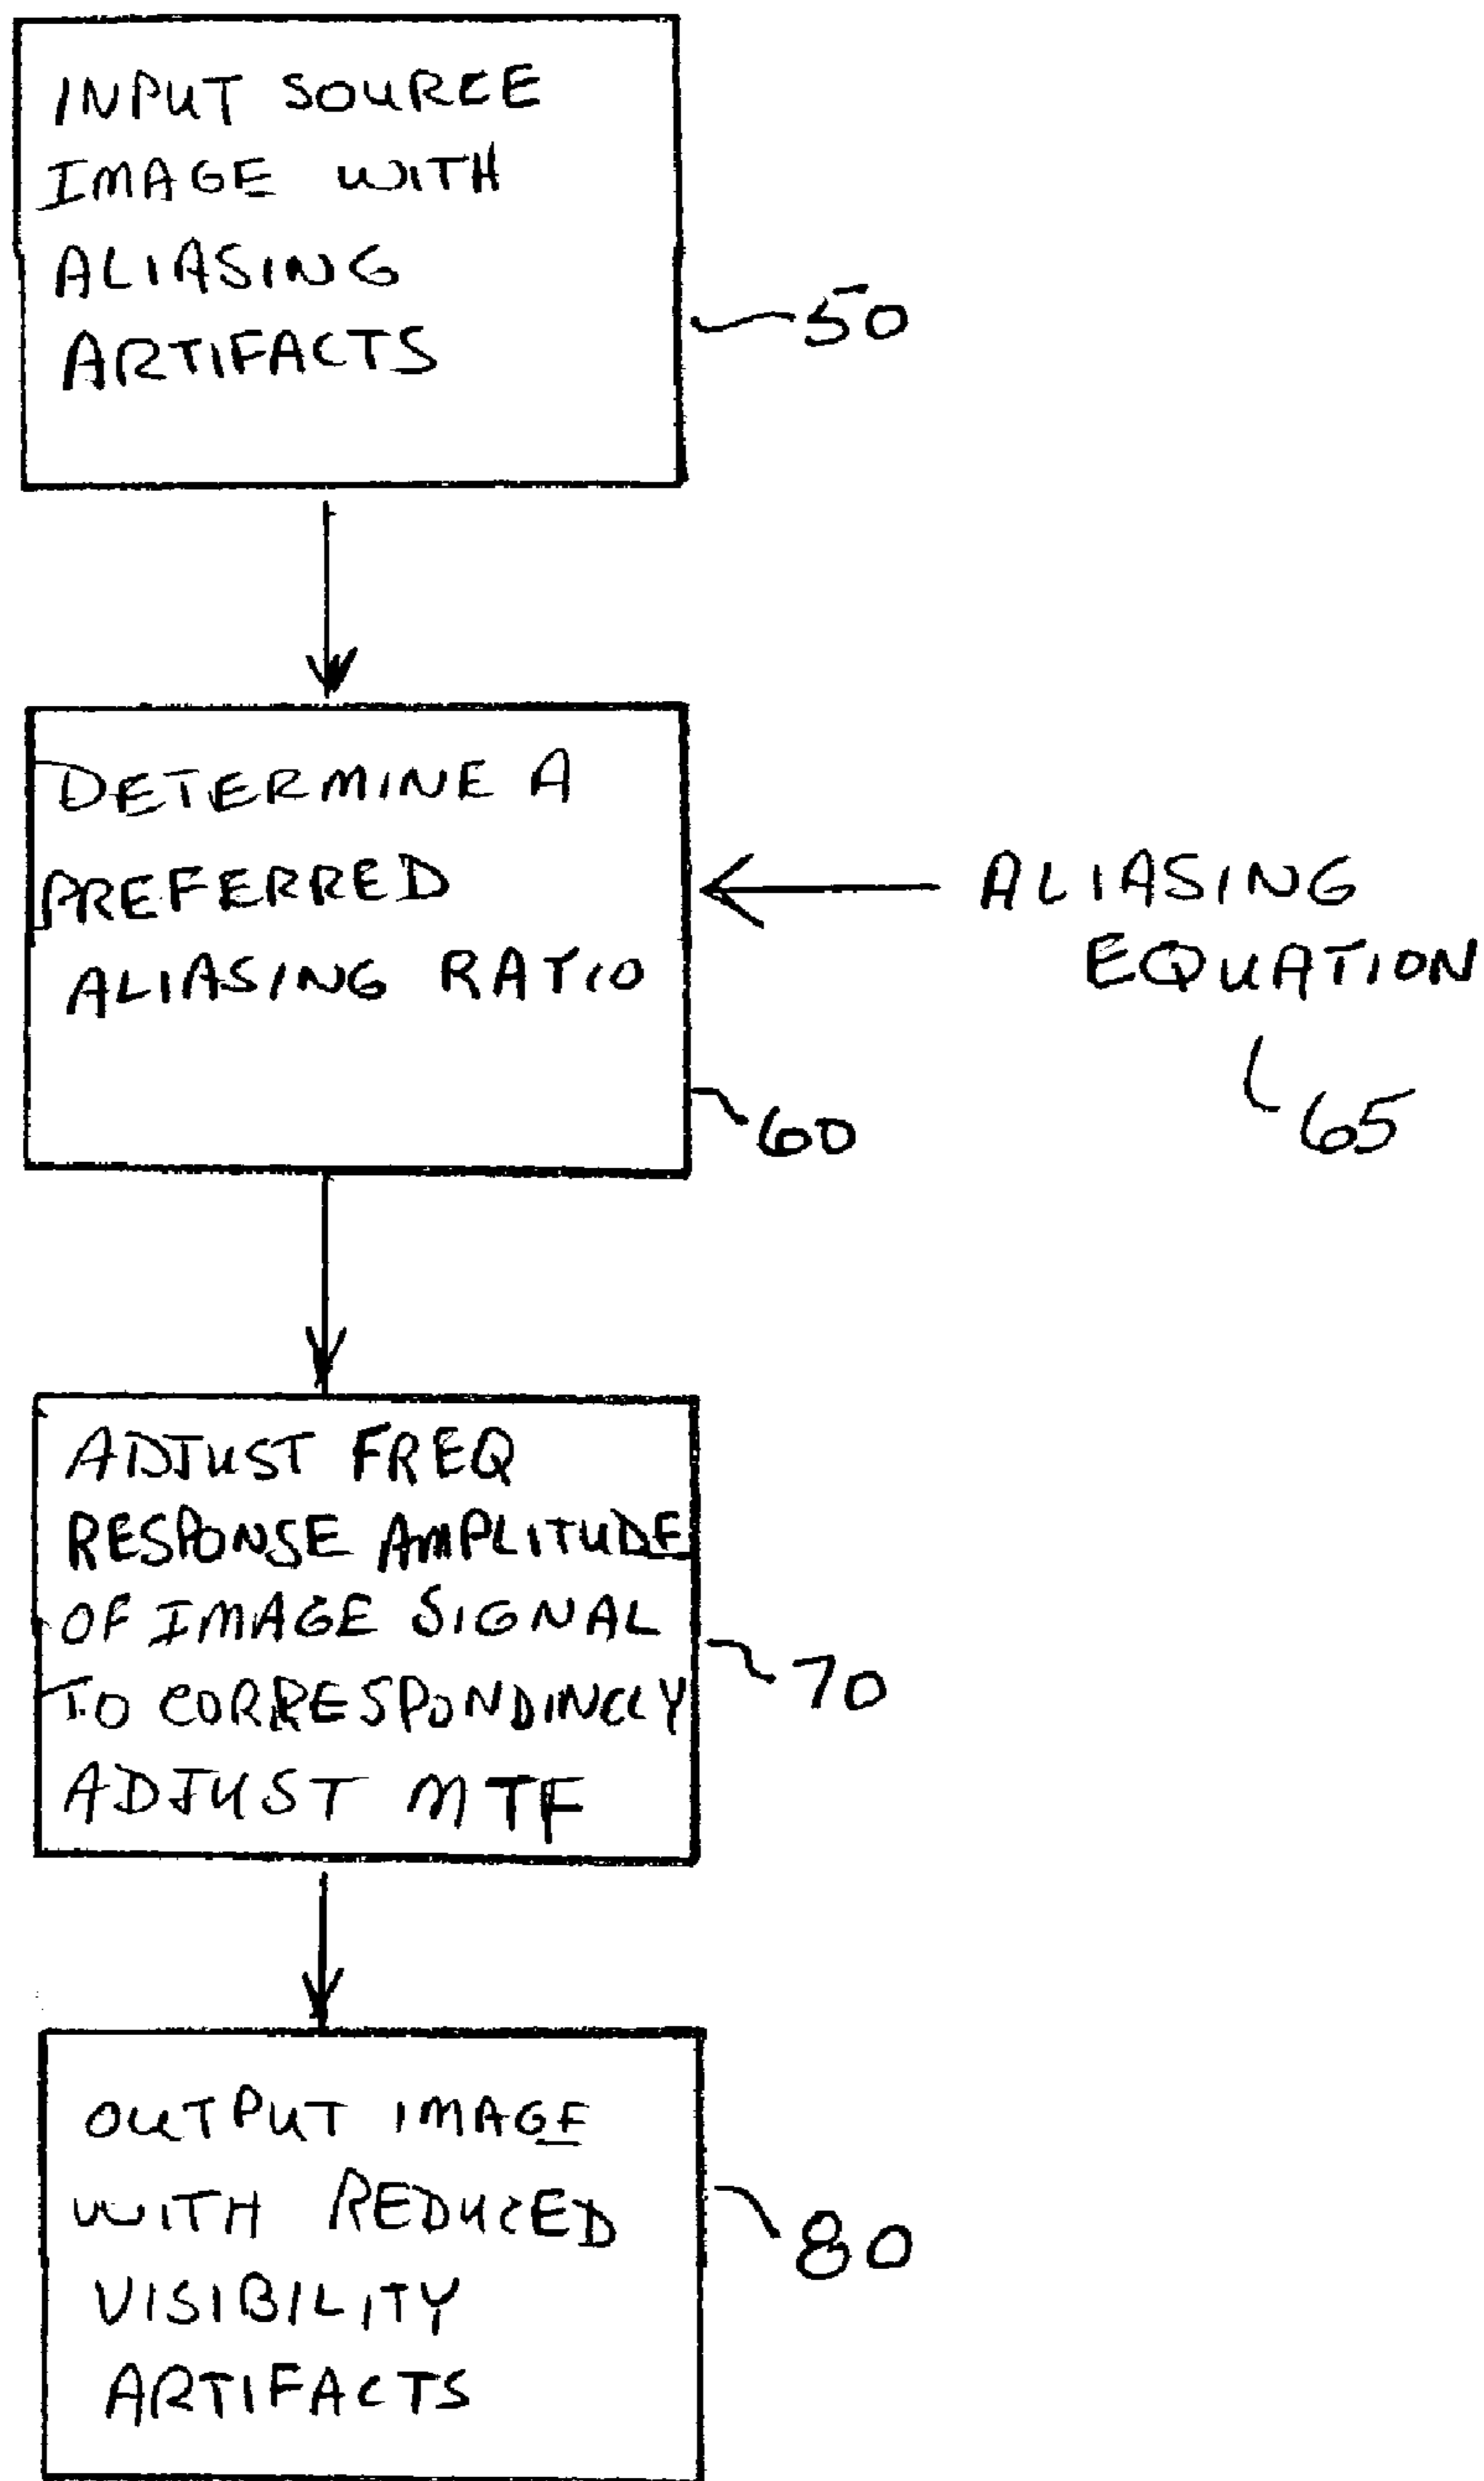 INPUT SOURCE
IMAGE WITH
ALIASING
ARTIFACTS
50
DETERMINE A
PREFERRED
ALIASING RATIO
60
ALIASING
EQUATION
65
ADJUST FREQ
RESPONSE AMPLITUDE
OF IMAGE SIGNAL
TO CORRESPONDINGLY
ADJUST MTF
70
OUTPUT IMAGE
WITH REDUCED
VISIBILITY
ARTIFACTS
80